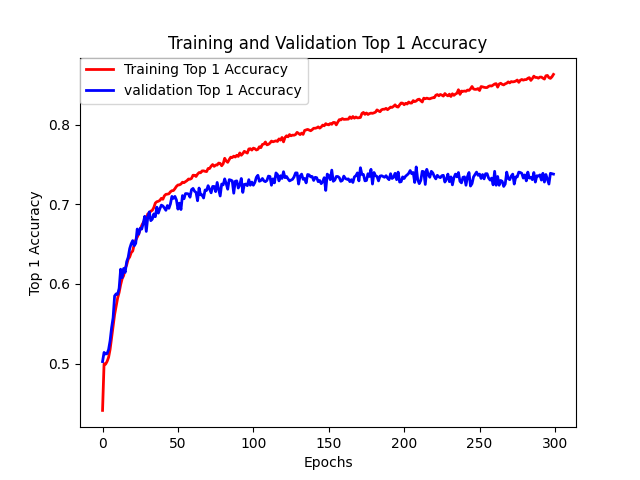 Training and Validation Top 1 Accuracy
Training Top 1 Accuracy
validation Top 1 Accuracy
Top 1 Accuracy
0.8
0.7
0.6
0.5
0 50 100 150 200 250 300
Epochs